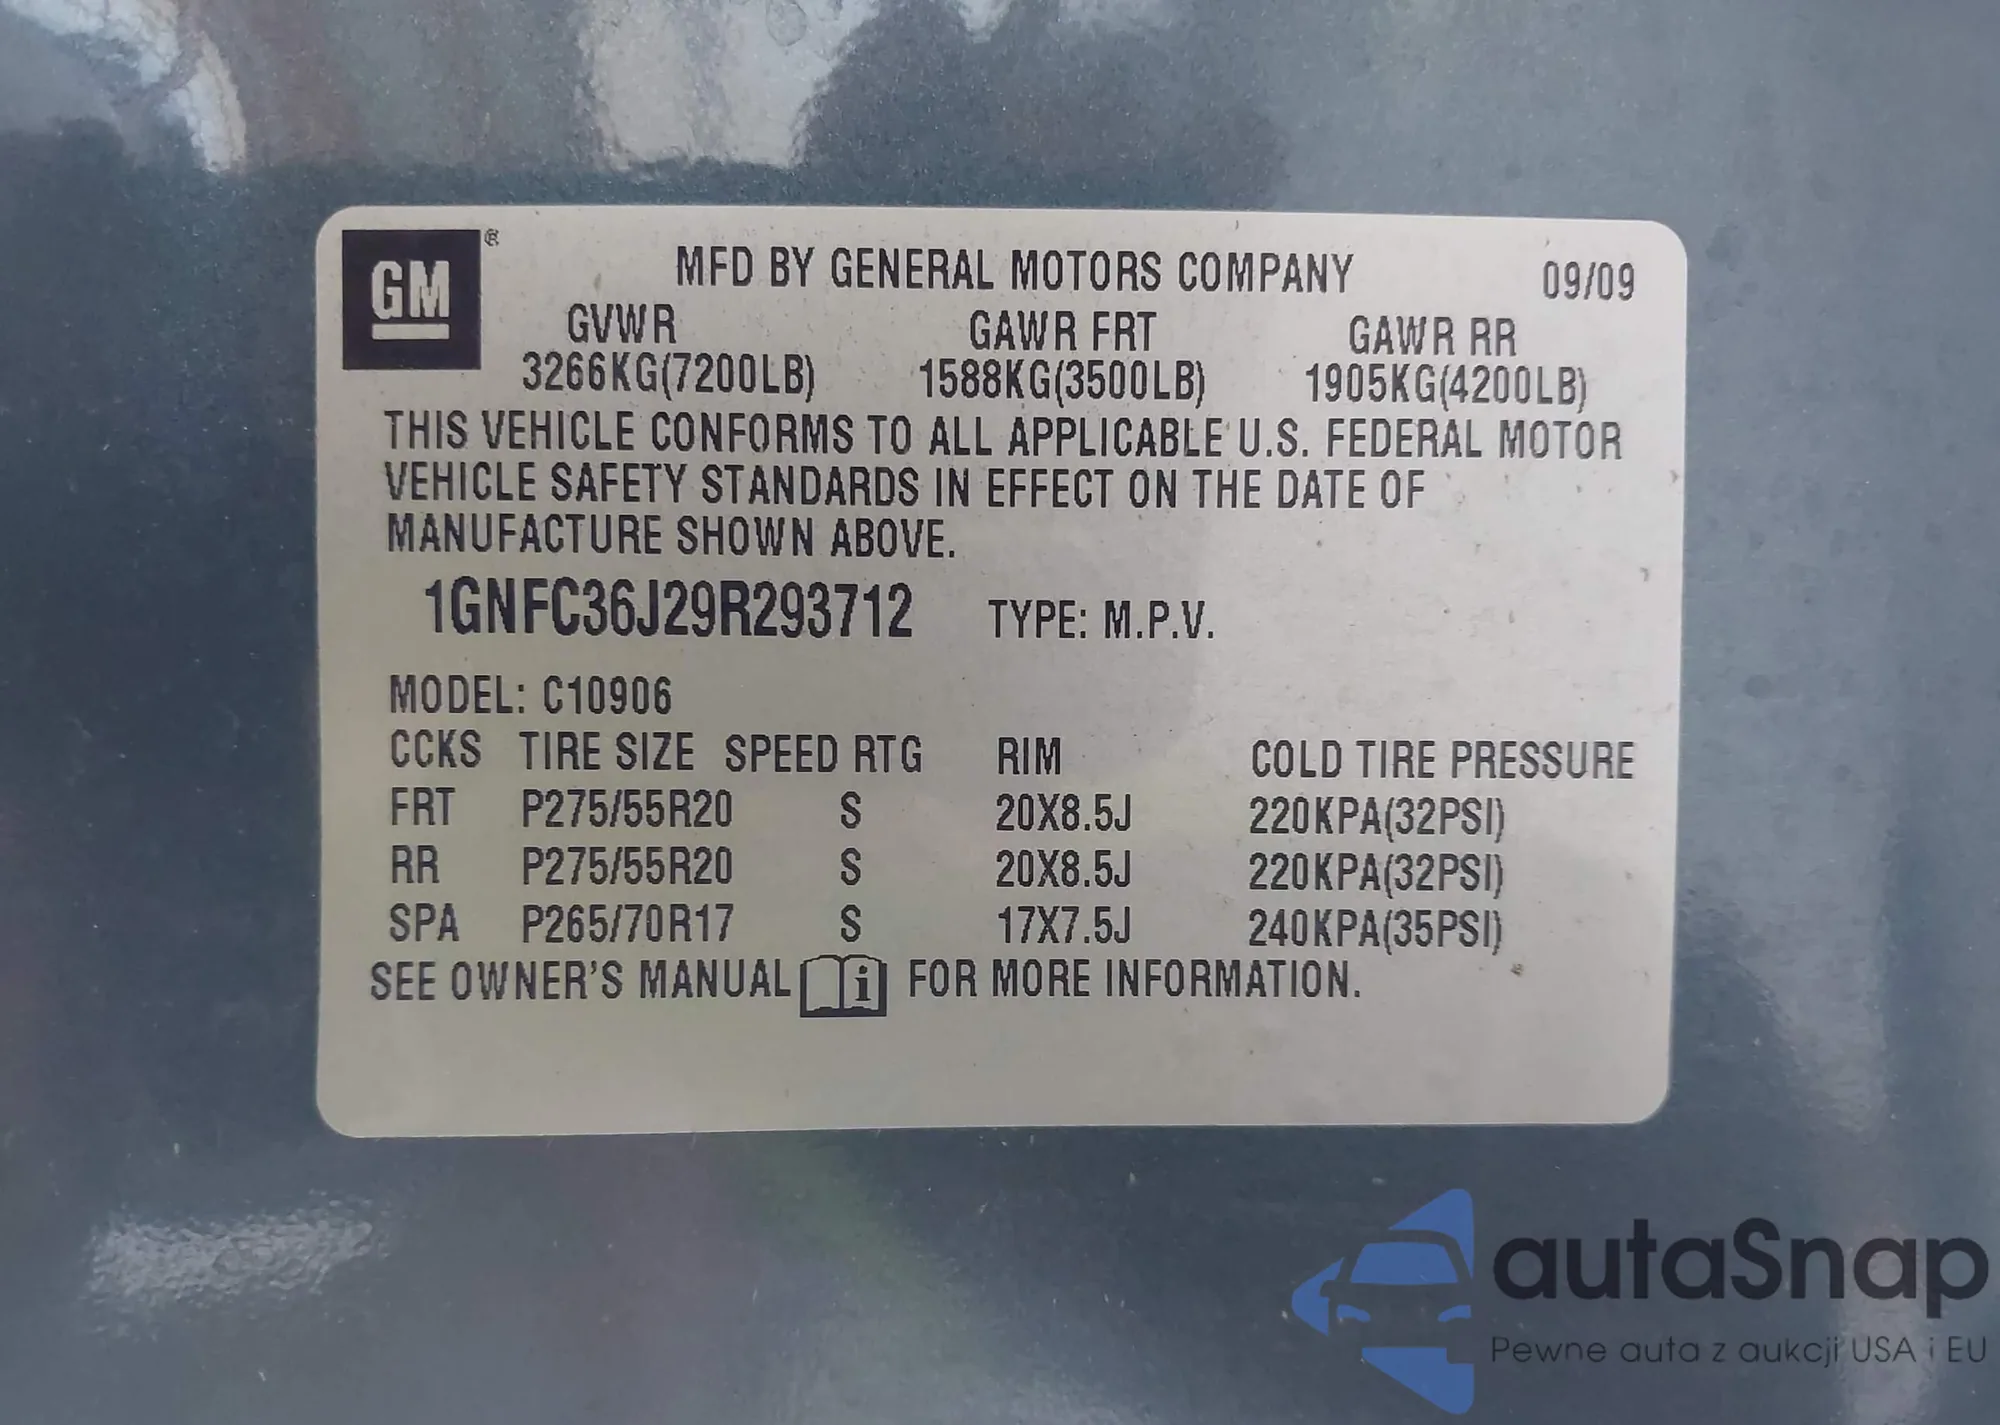 GM ®
MFD BY GENERAL MOTORS COMPANY 09/09
GVWR GAWR FRT GAWR RR
3266KG(7200LB) 1588KG(3500LB) 1905KG(4200LB)
THIS VEHICLE CONFORMS TO ALL APPLICABLE U.S. FEDERAL MOTOR
VEHICLE SAFETY STANDARDS IN EFFECT ON THE DATE OF
MANUFACTURE SHOWN ABOVE.
1GNFC36J29R293712 TYPE: M.P.V.
MODEL: C10906
CCKS TIRE SIZE SPEED RTG RIM COLD TIRE PRESSURE
FRT P275/55R20 S 20X8.5J 220KPA(32PSI)
RR P275/55R20 S 20X8.5J 220KPA(32PSI)
SPA P265/70R17 S 17X7.5J 240KPA(35PSI)
SEE OWNER'S MANUAL i FOR MORE INFORMATION.
autaSnap
Pewne auta z aukcji USA i EU